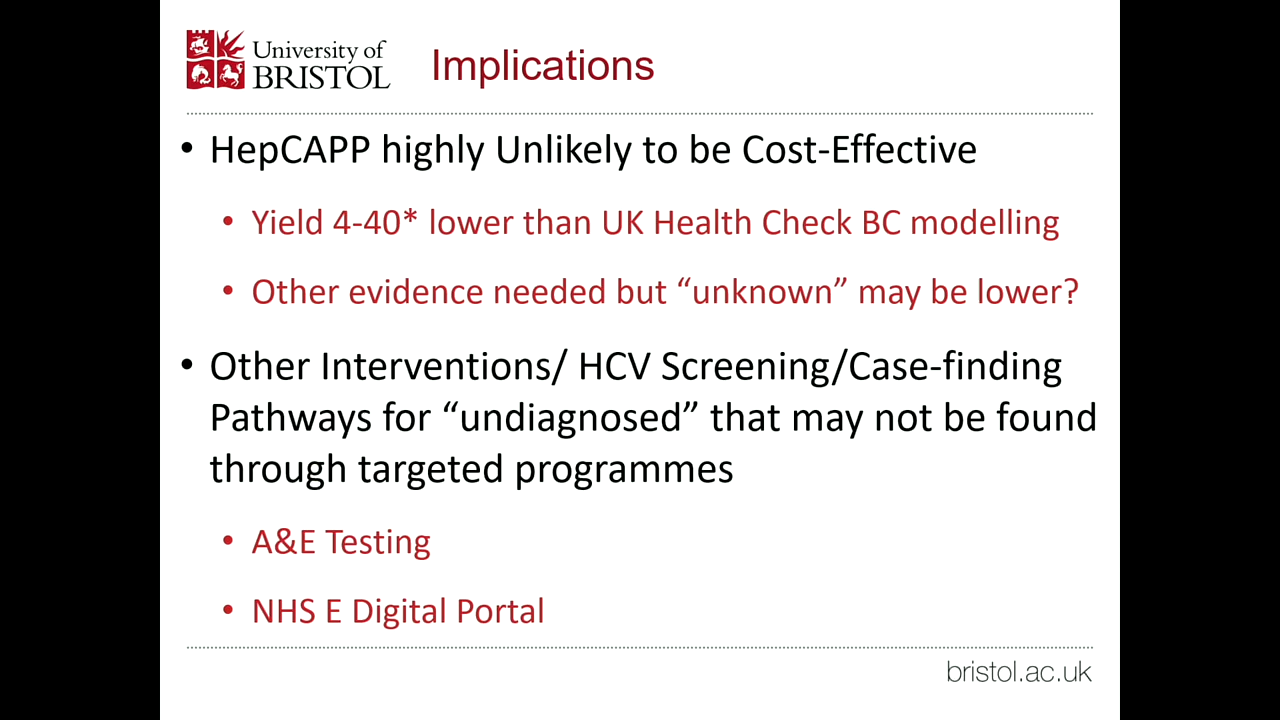 University of
BRISTOL
Implications
• HepCAPP highly Unlikely to be Cost-Effective
• Yield 4-40* lower than UK Health Check BC modelling
• Other evidence needed but “unknown” may be lower?
• Other Interventions/ HCV Screening/Case-finding
Pathways for “undiagnosed” that may not be found
through targeted programmes
• A&E Testing
• NHS E Digital Portal
bristol.ac.uk